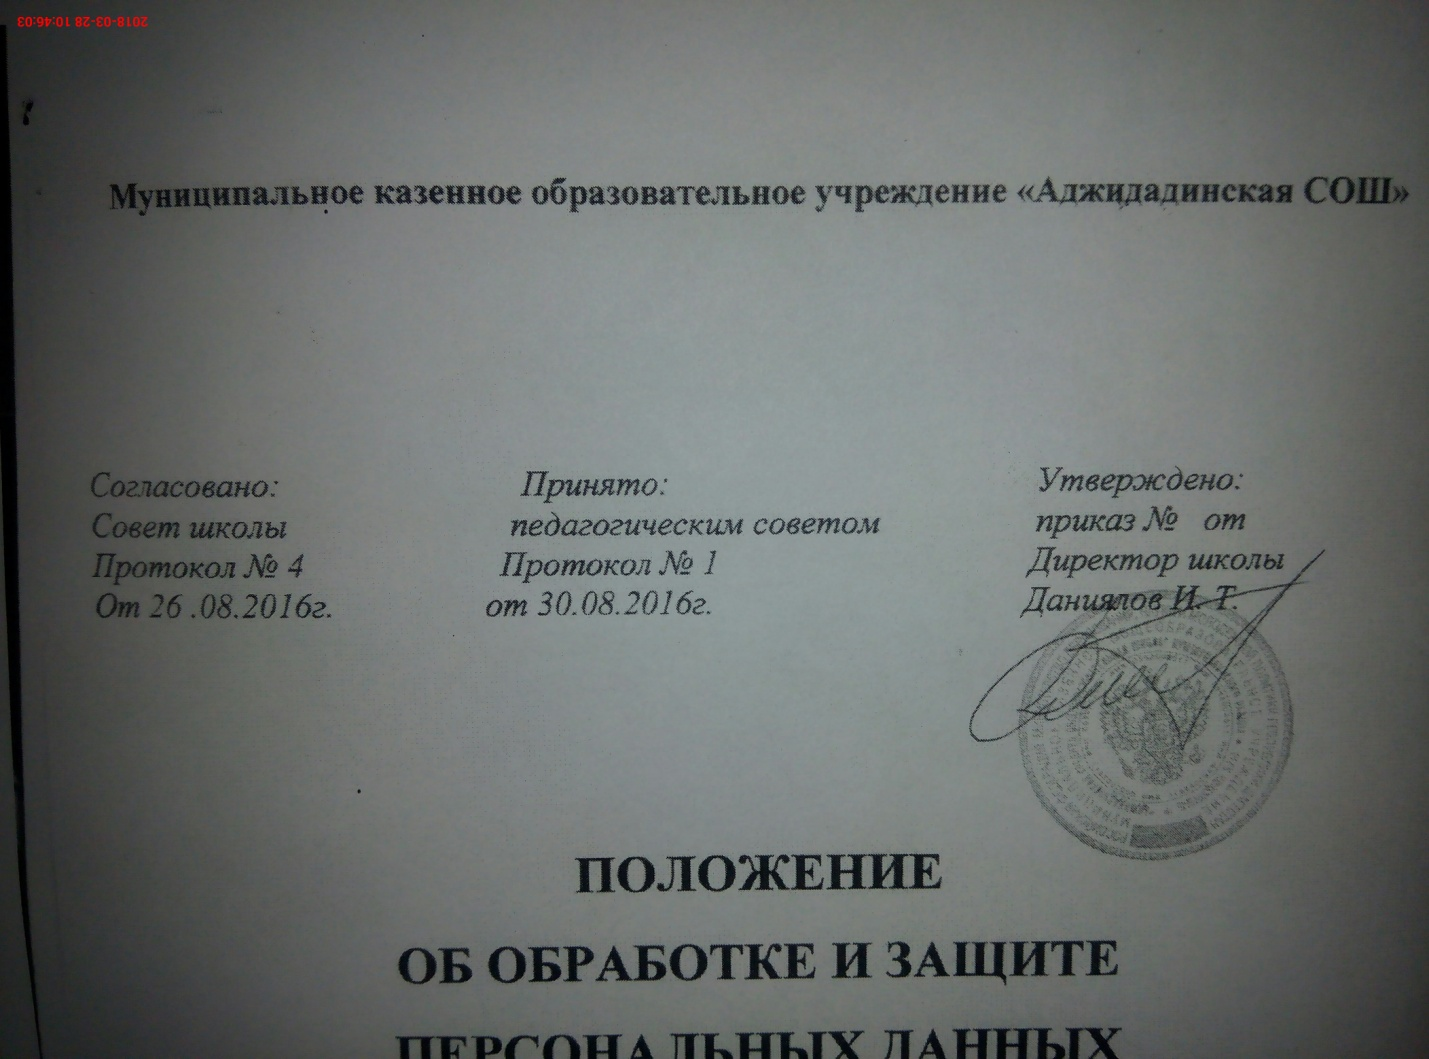 2018-03-28 10:46:03
Муниципальное казенное образовательное учреждение «Аджидадинская СОШ»
Согласовано: Принято: Утверждено:
Совет школы педагогическим советом приказ № от
Протокол № 4 Протокол № 1 Директор школы
От 26 .08.2016г. от 30.08.2016г. Даниялов И. Т.
ПОЛОЖЕНИЕ
ОБ ОБРАБОТКЕ И ЗАЩИТЕ
ПЕРСОНАЛЬНЫХ ДАННЫХ